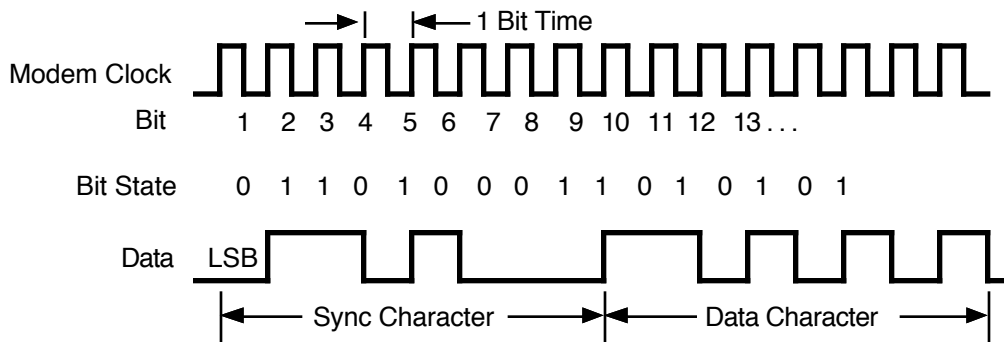 1 Bit Time
Modem Clock
Bit 1 2 3 4 5 6 7 8 9 10 11 12 13 . . .
Bit State 0 1 1 0 1 0 0 0 1 1 0 1 0 1 0 1
Data LSB
Sync Character Data Character